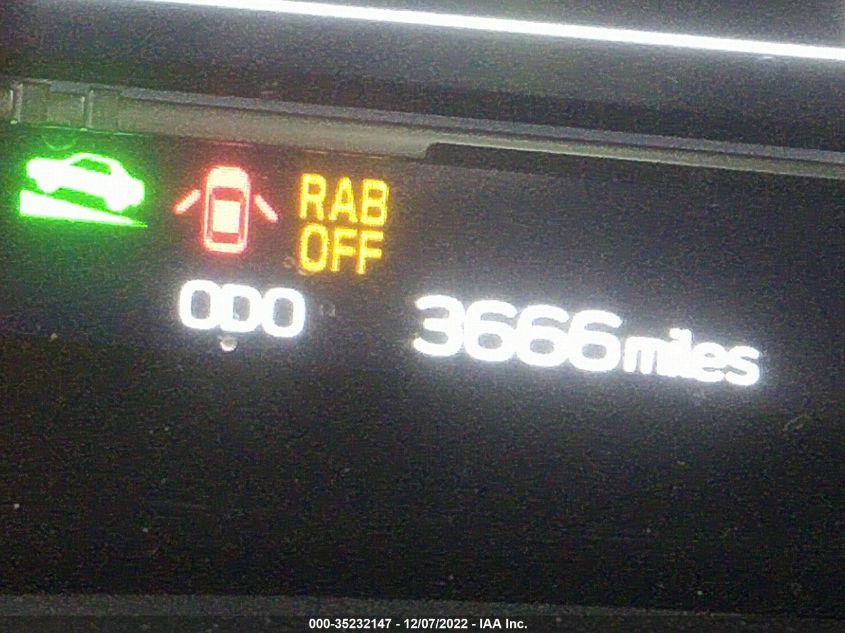 RAB
OFF
ODO 3666miles
000-35232147 - 12/07/2022 - IAA Inc.